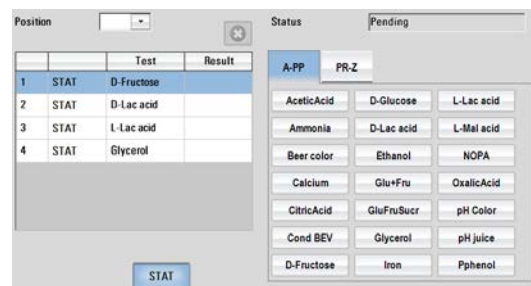 Position
Status Pending
Test Result
1 STAT D-Fructose
2 STAT D-Lac acid
3 STAT L-Lac acid
4 STAT Glycerol
STAT
A-PP PR-Z
AceticAcid D-Glucose L-Lac acid
Ammonia D-Lac acid L-Mal acid
Beer color Ethanol NOPA
Calcium Glu+Fru OxalicAcid
CitricAcid GluFruSucr pH Color
Cond BEV Glycerol pH juice
D-Fructose Iron Pphenol